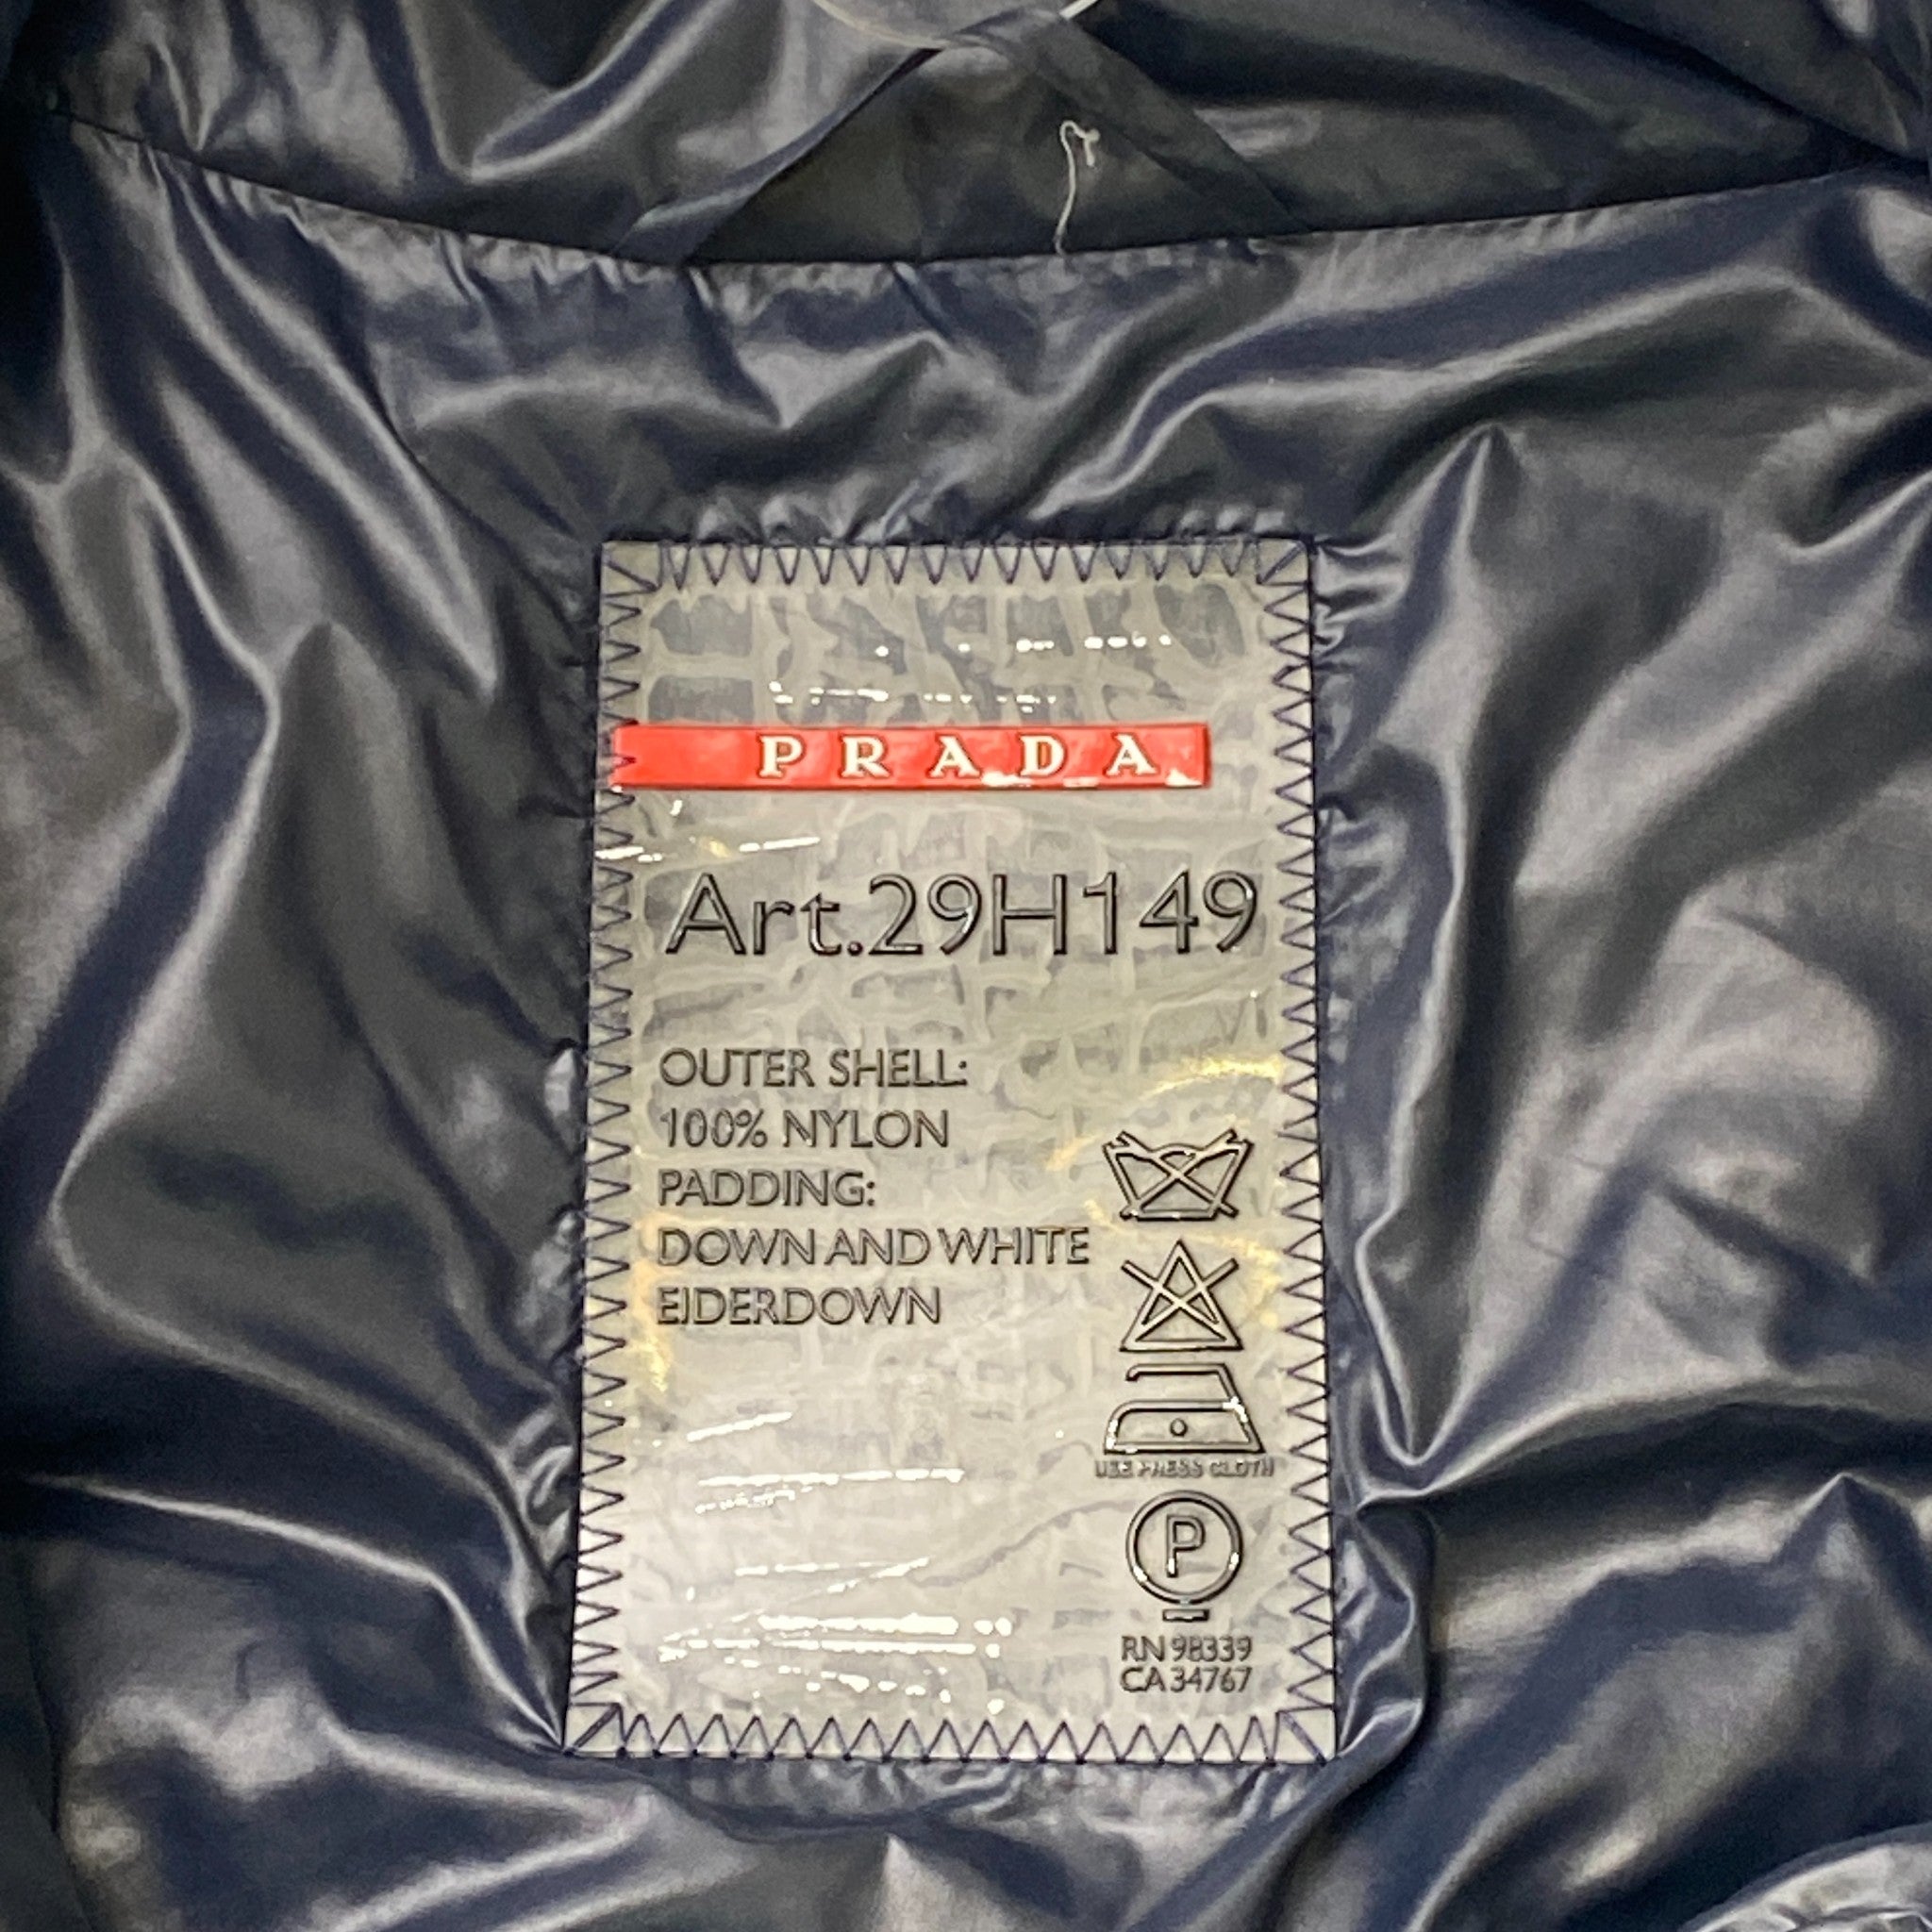 PRADA
Art.29H149
OUTER SHELL:
100% NYLON
PADDING:
DOWN AND WHITE
EIDERDOWN
USE PRESS CLOTH
P
RN 98339
CA 34767